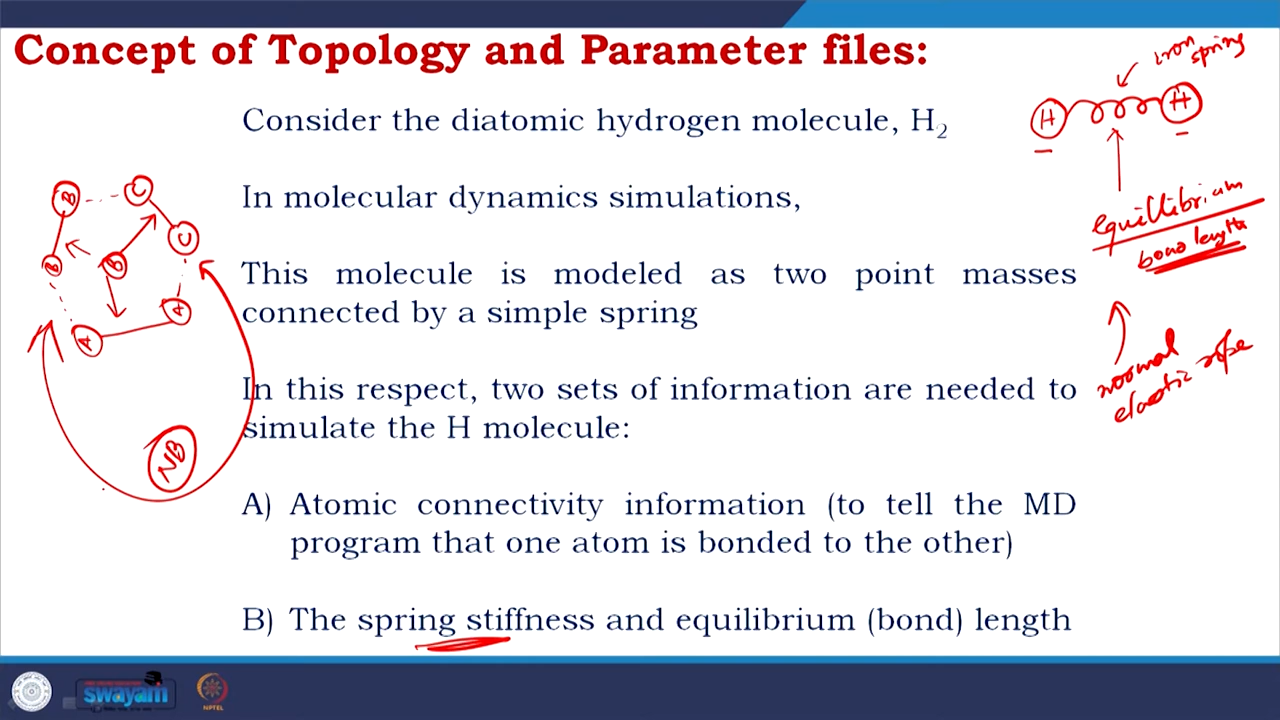 Concept of Topology and Parameter files:
iron
spring
H H
Consider the diatomic hydrogen molecule, H₂
B C
In molecular dynamics simulations,
equillibrium
bond length
B B C
This molecule is modeled as two point masses
connected by a simple spring
A A
normal
elastic rope
In this respect, two sets of information are needed to
simulate the H molecule:
NB
A) Atomic connectivity information (to tell the MD
program that one atom is bonded to the other)
B) The spring stiffness and equilibrium (bond) length
swayam
NPTEL